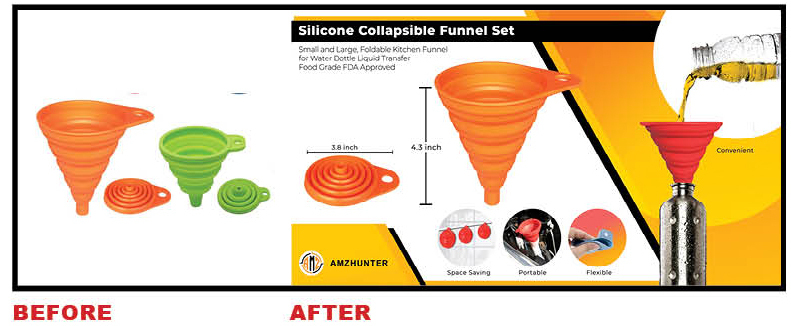 Silicone Collapsible Funnel Set
Small and Large, Foldable Kitchen Funnel
for Water Dottle Liquid Transfer
Food Grade FDA Approved
3.8 inch
4.3 inch
Convenient
Space Saving
Portable
Flexible
AMZHUNTER
BEFORE
AFTER